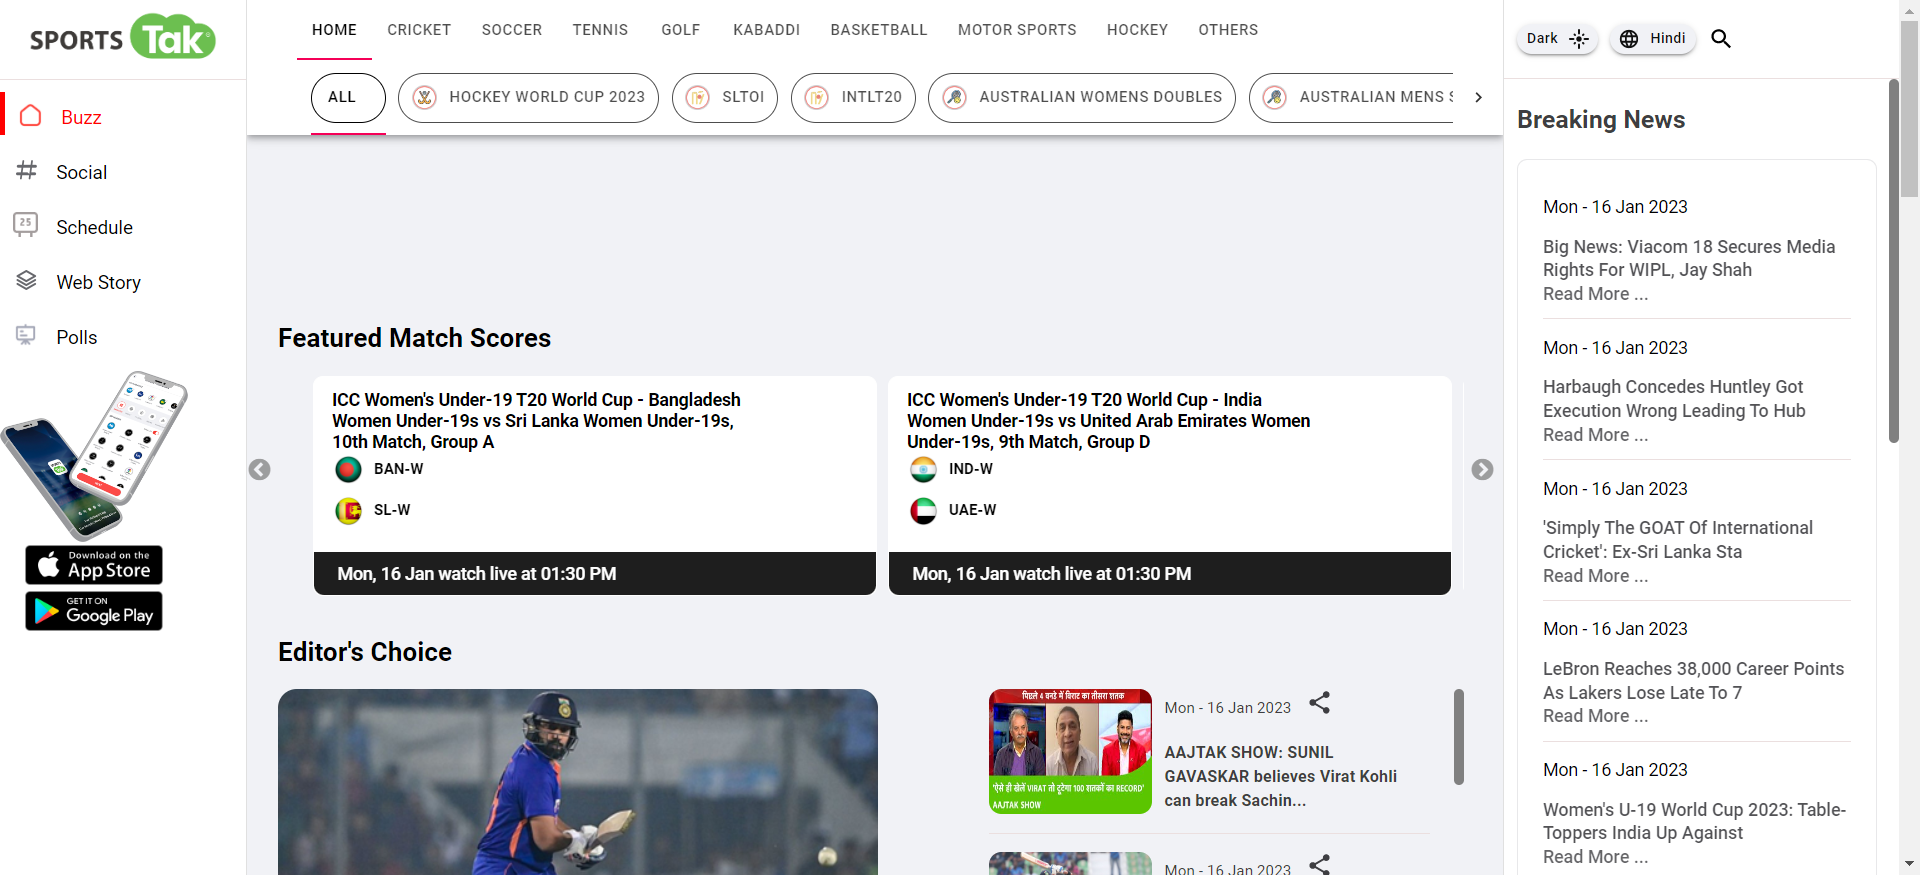 SPORTS Tak
Buzz
Social
25
Schedule
Web Story
Polls
Download on the
App Store
GET IT ON
Google Play
HOME CRICKET SOCCER TENNIS GOLF KABADDI BASKETBALL MOTOR SPORTS HOCKEY OTHERS
ALL HOCKEY WORLD CUP 2023 SLTOI INTLT20 AUSTRALIAN WOMENS DOUBLES AUSTRALIAN MENS
Featured Match Scores
ICC Women's Under-19 T20 World Cup - Bangladesh
Women Under-19s vs Sri Lanka Women Under-19s,
10th Match, Group A
BAN-W
SL-W
Mon, 16 Jan watch live at 01:30 PM
ICC Women's Under-19 T20 World Cup - India
Women Under-19s vs United Arab Emirates Women
Under-19s, 9th Match, Group D
IND-W
UAE-W
Mon, 16 Jan watch live at 01:30 PM
Editor's Choice
पिछले 4 वनडे में विराट का तीसरा शतक
'ऐसे ही खेलें VIRAT तो टूटेगा 100 शतकों का RECORD'
AAJTAK SHOW
Mon - 16 Jan 2023
AAJTAK SHOW: SUNIL
GAVASKAR believes Virat Kohli
can break Sachin...
Mon - 16 Jan 2023
Dark
Hindi
Breaking News
Mon - 16 Jan 2023
Big News: Viacom 18 Secures Media
Rights For WIPL, Jay Shah
Read More ...
Mon - 16 Jan 2023
Harbaugh Concedes Huntley Got
Execution Wrong Leading To Hub
Read More ...
Mon - 16 Jan 2023
'Simply The GOAT Of International
Cricket': Ex-Sri Lanka Sta
Read More ...
Mon - 16 Jan 2023
LeBron Reaches 38,000 Career Points
As Lakers Lose Late To 7
Read More ...
Mon - 16 Jan 2023
Women's U-19 World Cup 2023: Table-
Toppers India Up Against
Read More ...